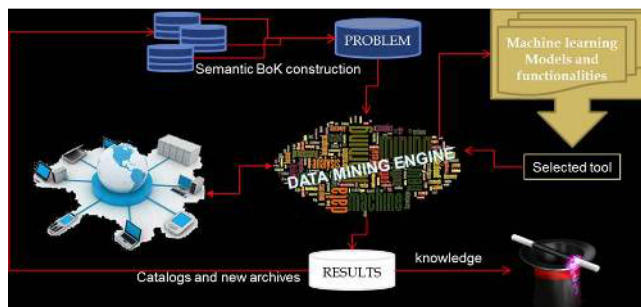 PROBLEM
Machine learning
Models and
functionalities
Semantic BoK construction
DATA MINING ENGINE
Selected tool
RESULTS
knowledge
Catalogs and new archives